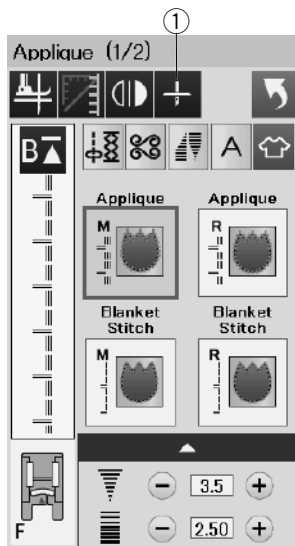 1
Applique (1/2)
B
A
Applique Applique
M R
Blanket Blanket
Stitch Stitch
M R
3.5
F
2.50